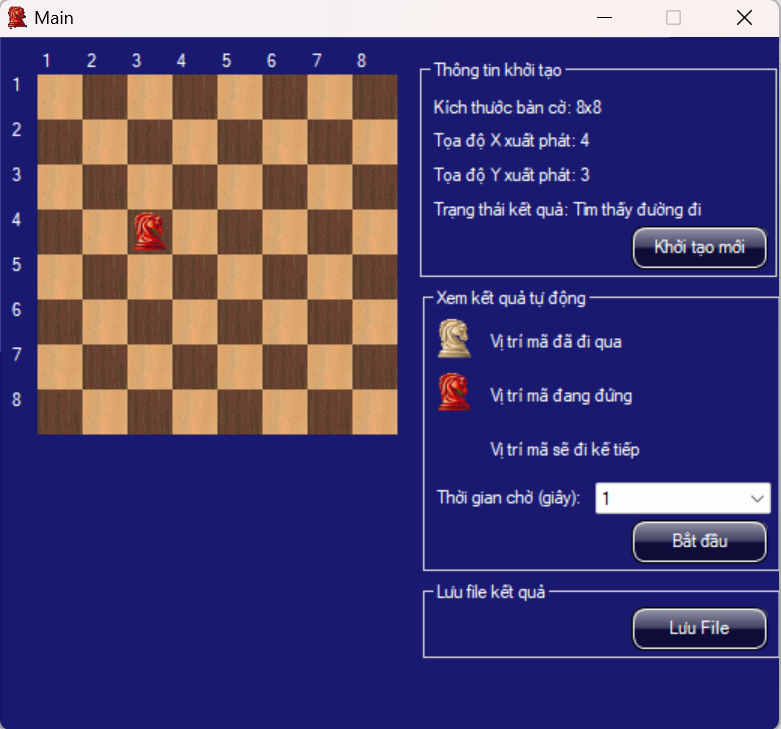 Main
1 2 3 4 5 6 7 8
1
2
3
4
5
6
7
8
Thông tin khởi tạo
Kích thước bàn cờ: 8x8
Tọa độ X xuất phát: 4
Tọa độ Y xuất phát: 3
Trạng thái kết quả: Tìm thấy đường đi
Khởi tạo mới
Xem kết quả tự động
Vị trí mã đã đi qua
Vị trí mã đang đứng
Vị trí mã sẽ đi kế tiếp
Thời gian chờ (giây): 1
Bắt đầu
Lưu file kết quả
Lưu File